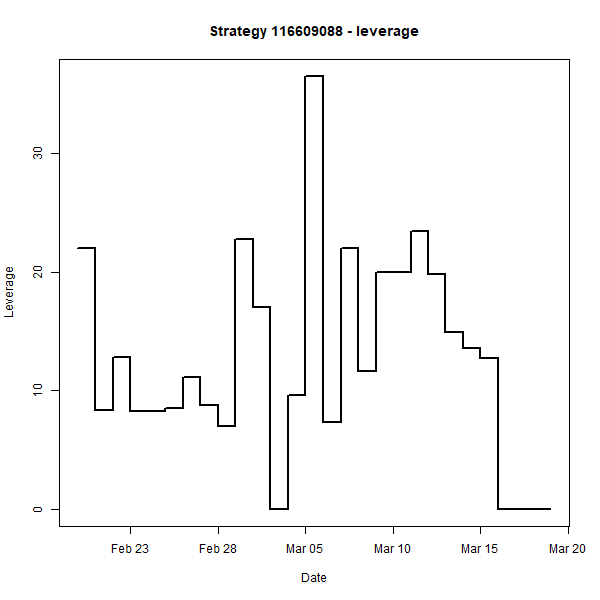 Strategy 116609088 - leverage
Leverage
30
20
10
0
Feb 23
Feb 28
Mar 05
Mar 10
Mar 15
Mar 20
Date